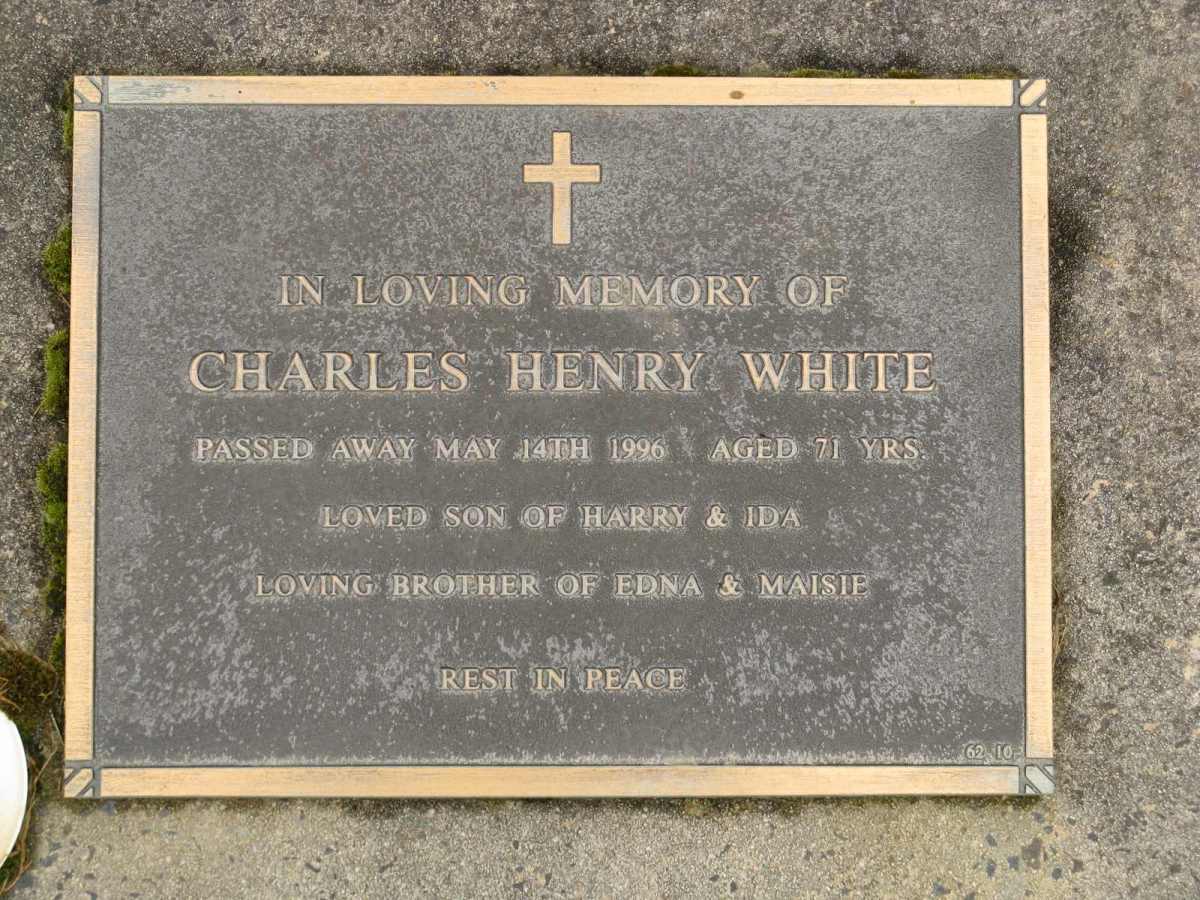 IN LOVING MEMORY OF
CHARLES HENRY WHITE
PASSED AWAY MAY 14TH 1996 AGED 71 YRS.
LOVED SON OF HARRY & IDA
LOVING BROTHER OF EDNA & MAISIE
REST IN PEACE
62 10